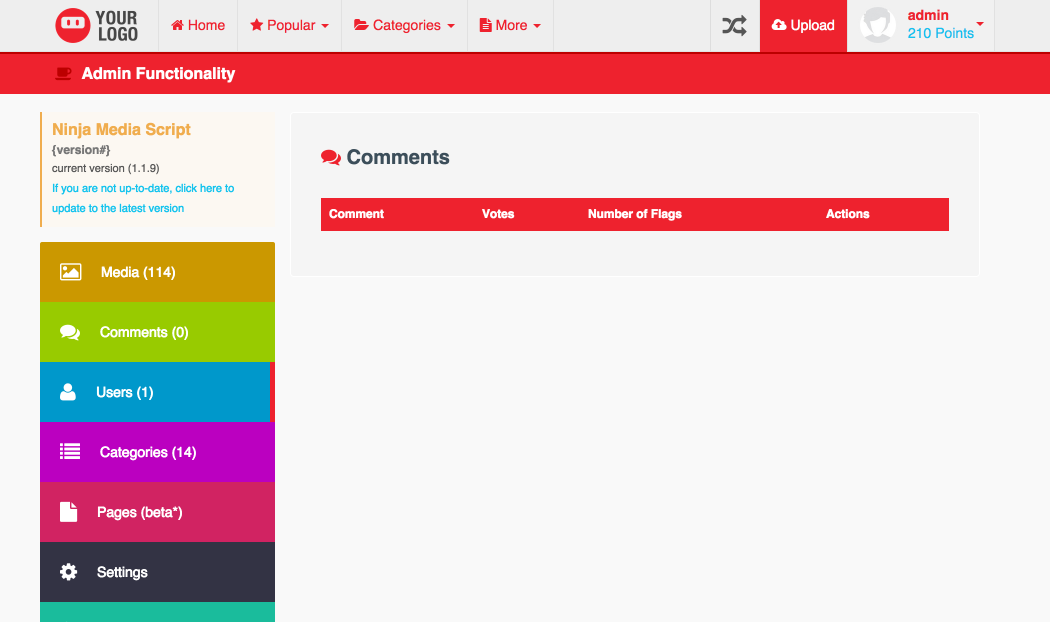 YOUR
LOGO
Home
Popular
Categories
More
Upload
admin
210 Points
Admin Functionality
Ninja Media Script
{version#}
current version (1.1.9)
If you are not up-to-date, click here to
update to the latest version
Media (114)
Comments (0)
Users (1)
Categories (14)
Pages (beta*)
Settings
Comments
Comment Votes Number of Flags Actions